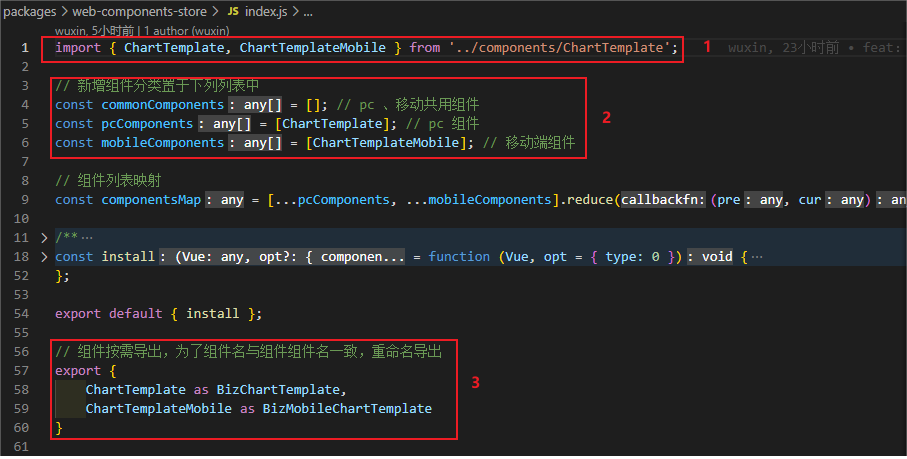 packages > web-components-store > JS index.js > ...
wuxin, 5小时前 | 1 author (wuxin)
1 import { ChartTemplate, ChartTemplateMobile } from '../components/ChartTemplate'; 1 wuxin, 23小时前 • feat:
2
3 // 新增组件分类置于下列列表中
4 const commonComponents: any[] = []; // pc 、移动共用组件
5 const pcComponents: any[] = [ChartTemplate]; // pc 组件 2
6 const mobileComponents: any[] = [ChartTemplateMobile]; // 移动端组件
7
8 // 组件列表映射
9 const componentsMap: any = [...pcComponents, ...mobileComponents].reduce(callbackfn: (pre: any, cur: any): an
10
11 > /** ...
18 > const install: (Vue: any, opt?: { componen... = function (Vue, opt = { type: 0 }): void { ...
52 };
53
54 export default { install };
55
56 // 组件按需导出，为了组件名与组件组件名一致，重命名导出
57 export {
58 ChartTemplate as BizChartTemplate, 3
59 ChartTemplateMobile as BizMobileChartTemplate
60 }
61